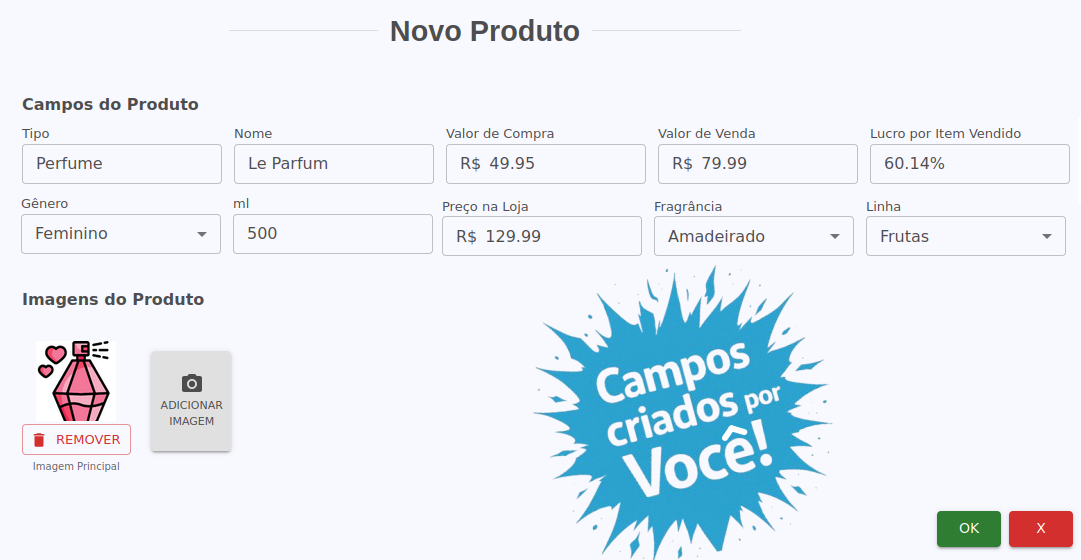 Novo Produto
Campos do Produto
Tipo
Nome
Valor de Compra
Valor de Venda
Lucro por Item Vendido
Perfume
Le Parfum
R$ 49.95
R$ 79.99
60.14%
Gênero
ml
Preço na Loja
Fragrância
Linha
Feminino
500
R$ 129.99
Amadeirado
Frutas
Imagens do Produto
ADICIONAR
IMAGEM
REMOVER
Imagem Principal
Campos
criados por
Você!
OK
X